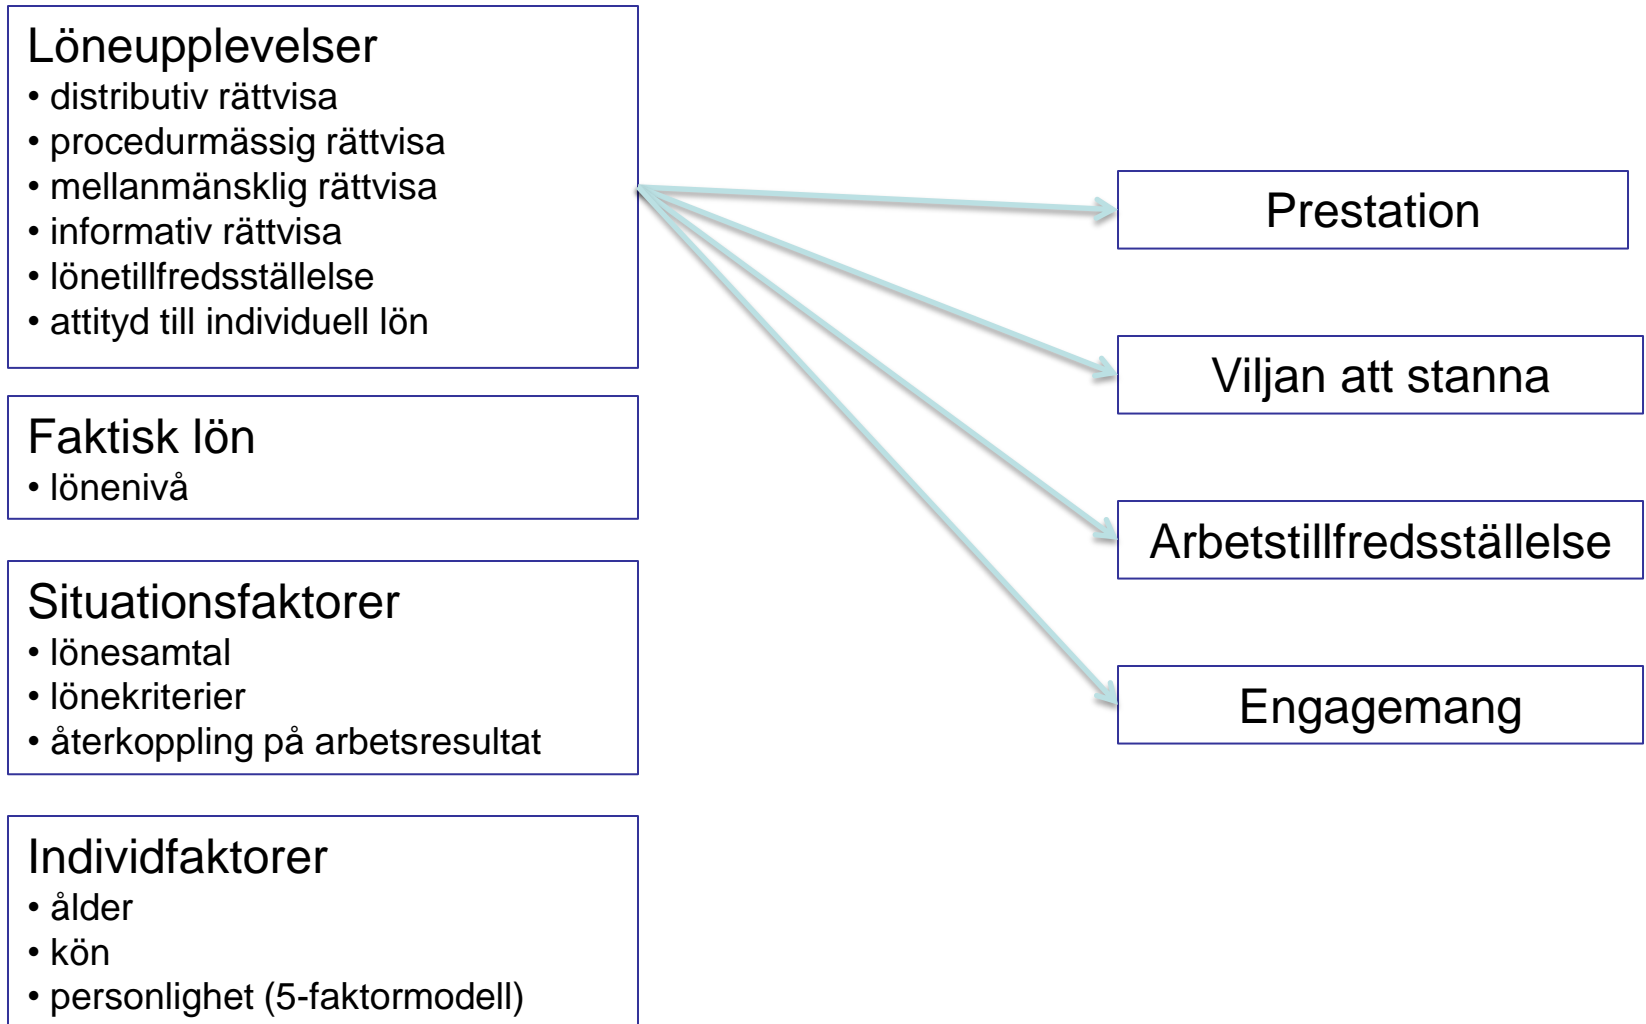 Löneupplevelser
• distributiv rättvisa
• procedurmässig rättvisa
• mellanmänsklig rättvisa
• informativ rättvisa
• lönetillfredsställelse
• attityd till individuell lön
Faktisk lön
• lönenivå
Situationsfaktorer
• lönesamtal
• lönekriterier
• återkoppling på arbetsresultat
Individfaktorer
• ålder
• kön
• personlighet (5-faktormodell)
Prestation
Viljan att stanna
Arbetstillfredsställelse
Engagemang